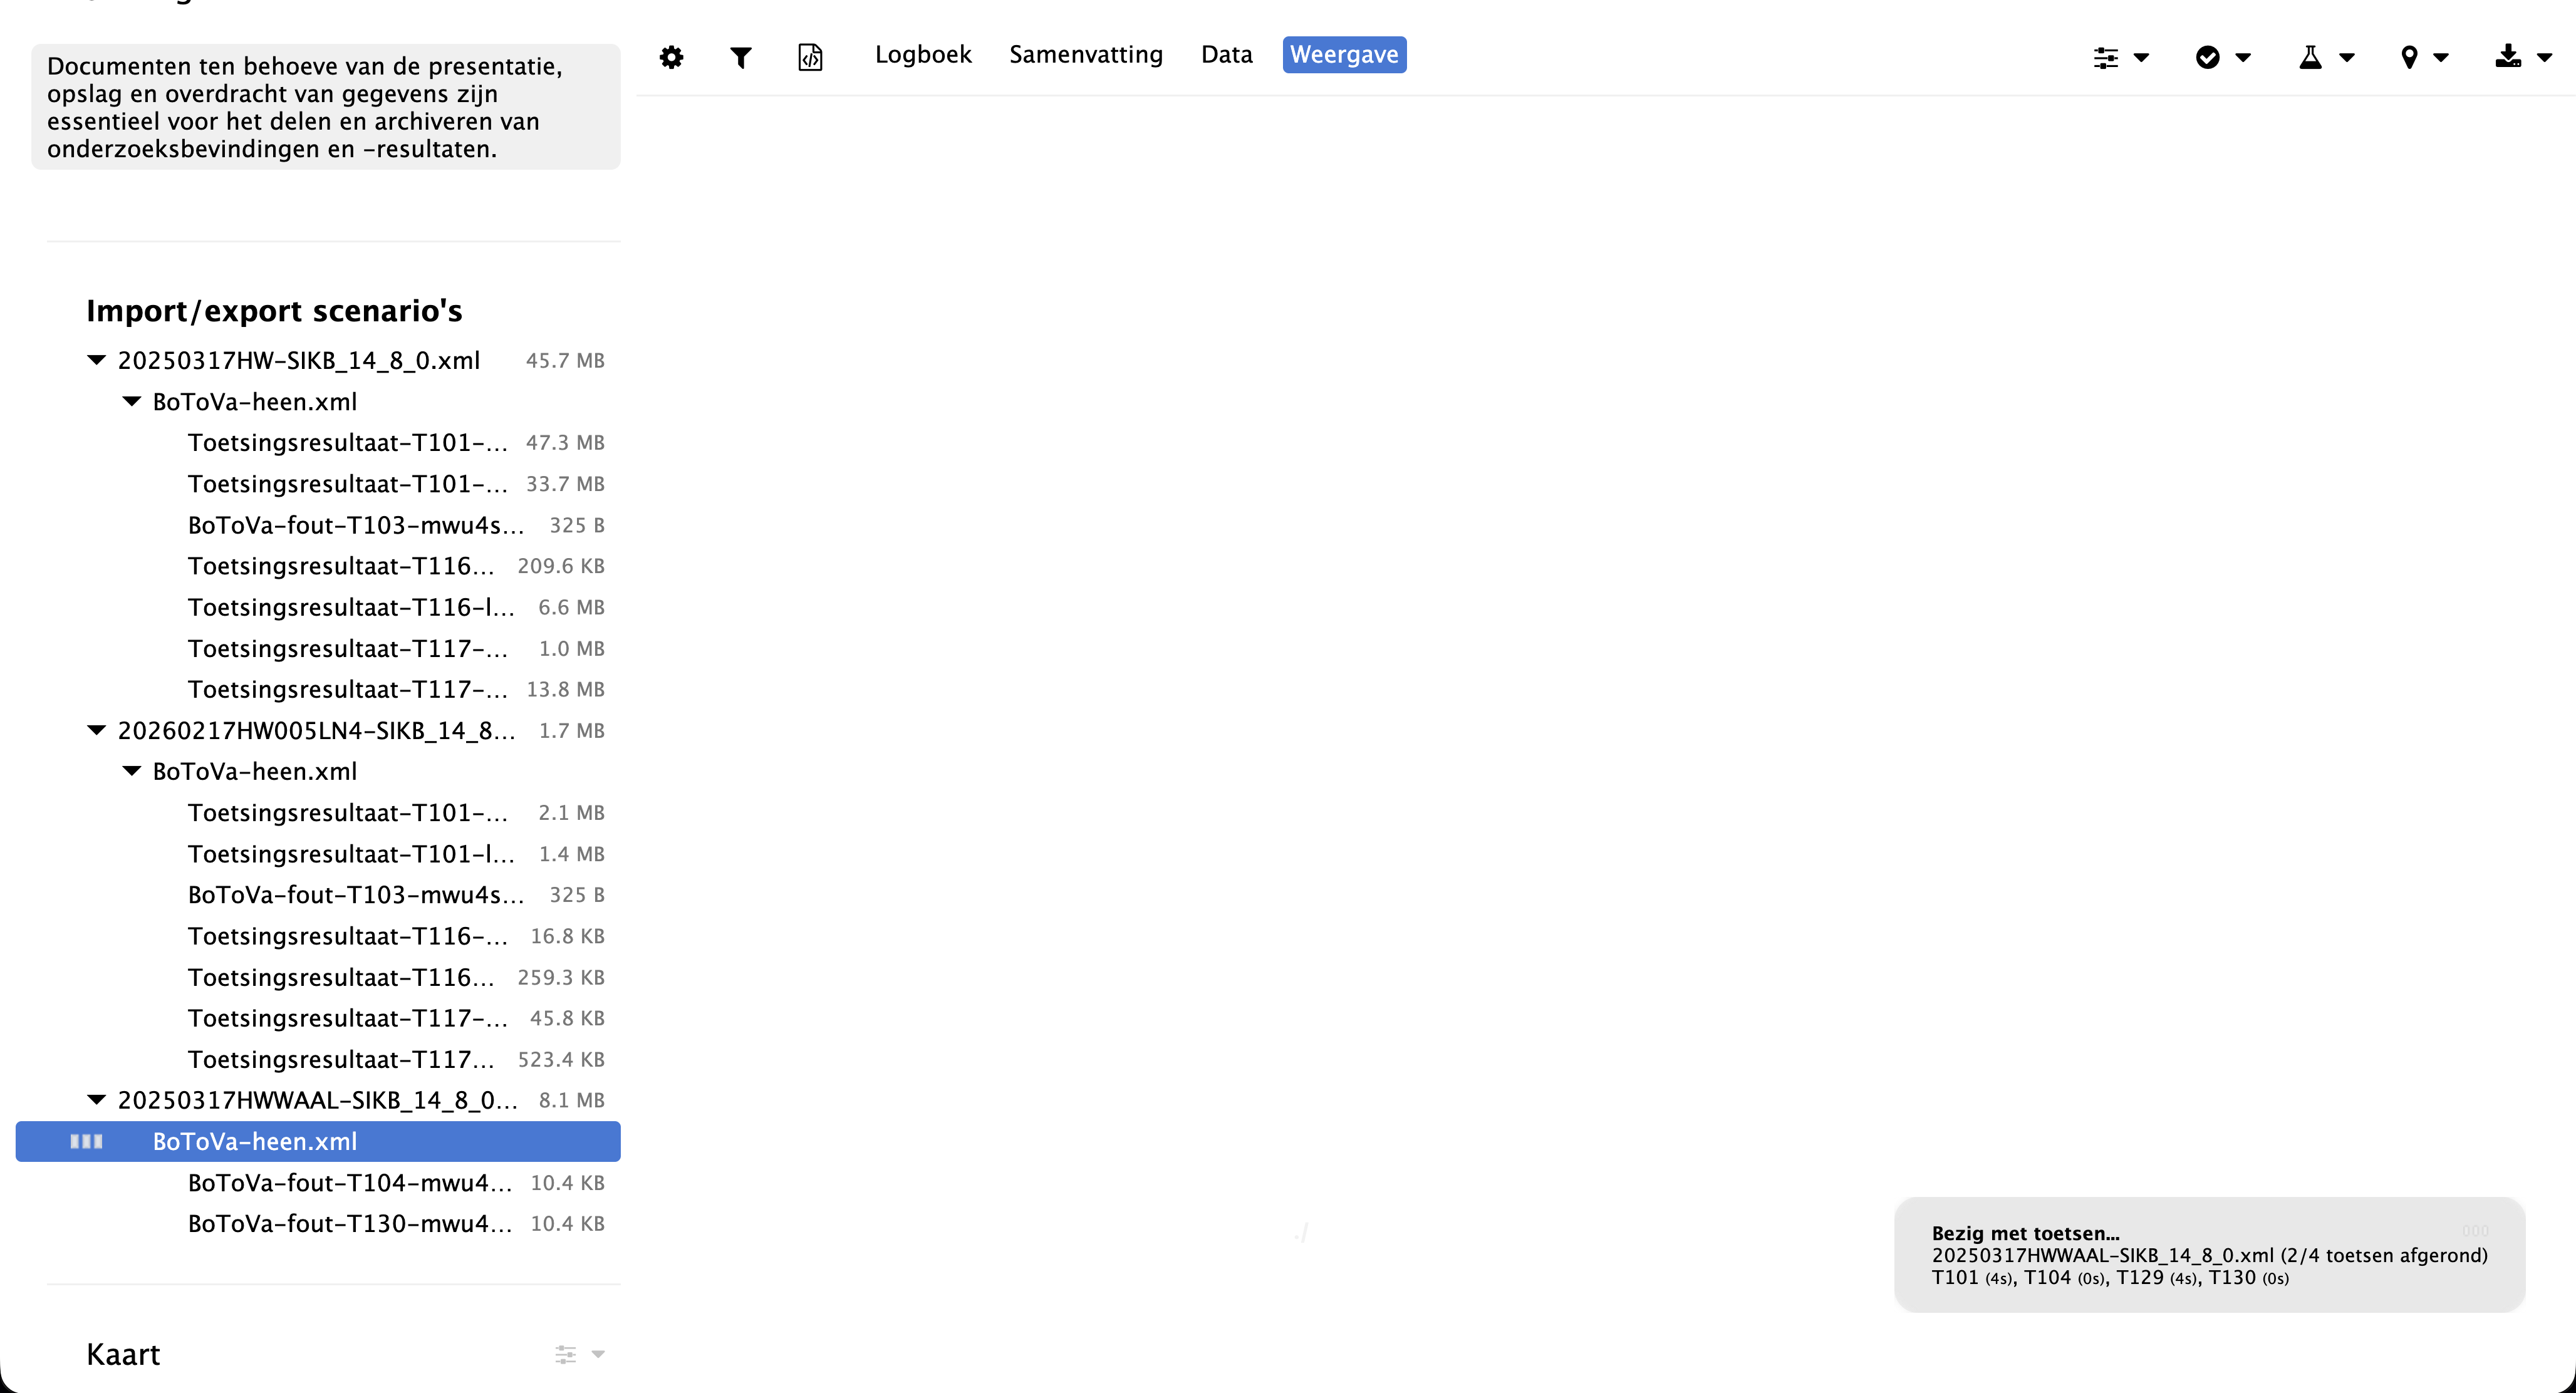 Documenten ten behoeve van de presentatie,
opslag en overdracht van gegevens zijn
essentieel voor het delen en archiveren van
onderzoeksbevindingen en -resultaten.
Logboek Samenvatting Data Weergave
Import/export scenario's
20250317HW-SIKB_14_8_0.xml 45.7 MB
BoToVa-heen.xml
Toetsingsresultaat-T101-... 47.3 MB
Toetsingsresultaat-T101-... 33.7 MB
BoToVa-fout-T103-mwu4s... 325 B
Toetsingsresultaat-T116... 209.6 KB
Toetsingsresultaat-T116-l... 6.6 MB
Toetsingsresultaat-T117-... 1.0 MB
Toetsingsresultaat-T117-... 13.8 MB
20260217HW005LN4-SIKB_14_8... 1.7 MB
BoToVa-heen.xml
Toetsingsresultaat-T101-... 2.1 MB
Toetsingsresultaat-T101-l... 1.4 MB
BoToVa-fout-T103-mwu4s... 325 B
Toetsingsresultaat-T116-... 16.8 KB
Toetsingsresultaat-T116... 259.3 KB
Toetsingsresultaat-T117-... 45.8 KB
Toetsingsresultaat-T117... 523.4 KB
20250317HWWAAL-SIKB_14_8_0... 8.1 MB
BoToVa-heen.xml
BoToVa-fout-T104-mwu4... 10.4 KB
BoToVa-fout-T130-mwu4... 10.4 KB
Kaart
./
Bezig met toetsen...
20250317HWWAAL-SIKB_14_8_0.xml (2/4 toetsen afgerond)
T101 (4s), T104 (0s), T129 (4s), T130 (0s)